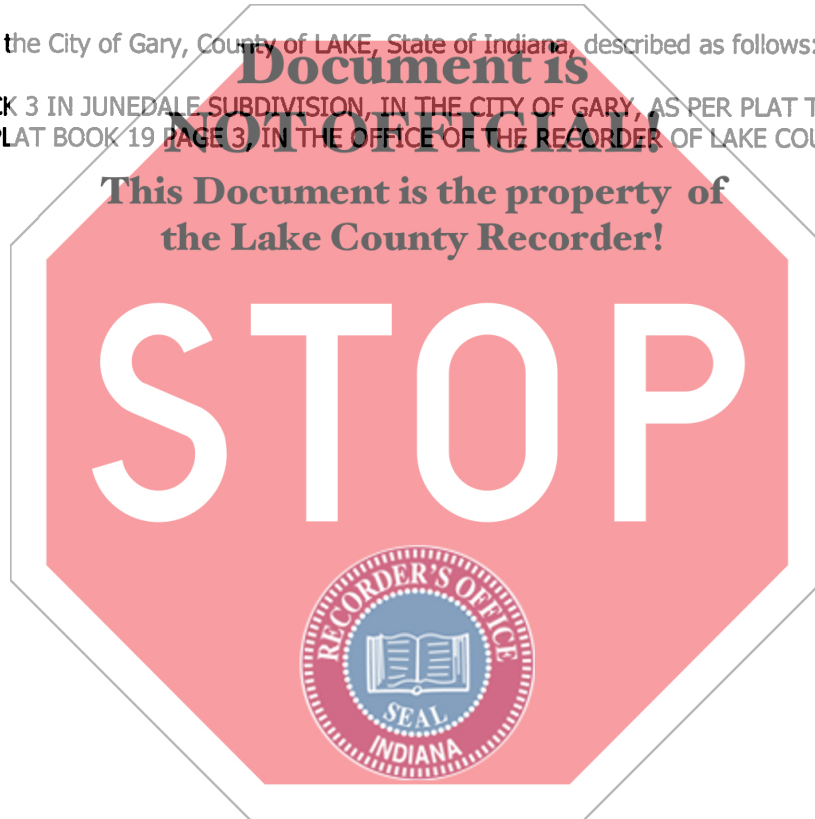 the City of Gary, County of LAKE, State of Indiana, described as follows:
Document is
CK 3 IN JUNEDALE SUBDIVISION, IN THE CITY OF GARY, AS PER PLAT T
PLAT BOOK 19 PAGE 3, IN THE OFFICE OF THE RECORDER OF LAKE COU
NOT OFFICIAL!
This Document is the property of
the Lake County Recorder!
STOP
RECORDER'S OFFICE
SEAL
INDIANA